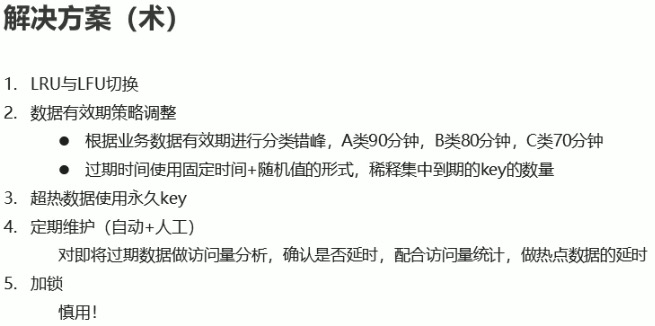 解决方案（术）
1. LRU与LFU切换
2. 数据有效期策略调整
● 根据业务数据有效期进行分类错峰，A类90分钟，B类80分钟，C类70分钟
● 过期时间使用固定时间+随机值的形式，稀释集中到期的key的数量
3. 超热数据使用永久key
4. 定期维护（自动+人工）
对即将过期数据做访问量分析，确认是否延时，配合访问量统计，做热点数据的延时
5. 加锁
慎用！